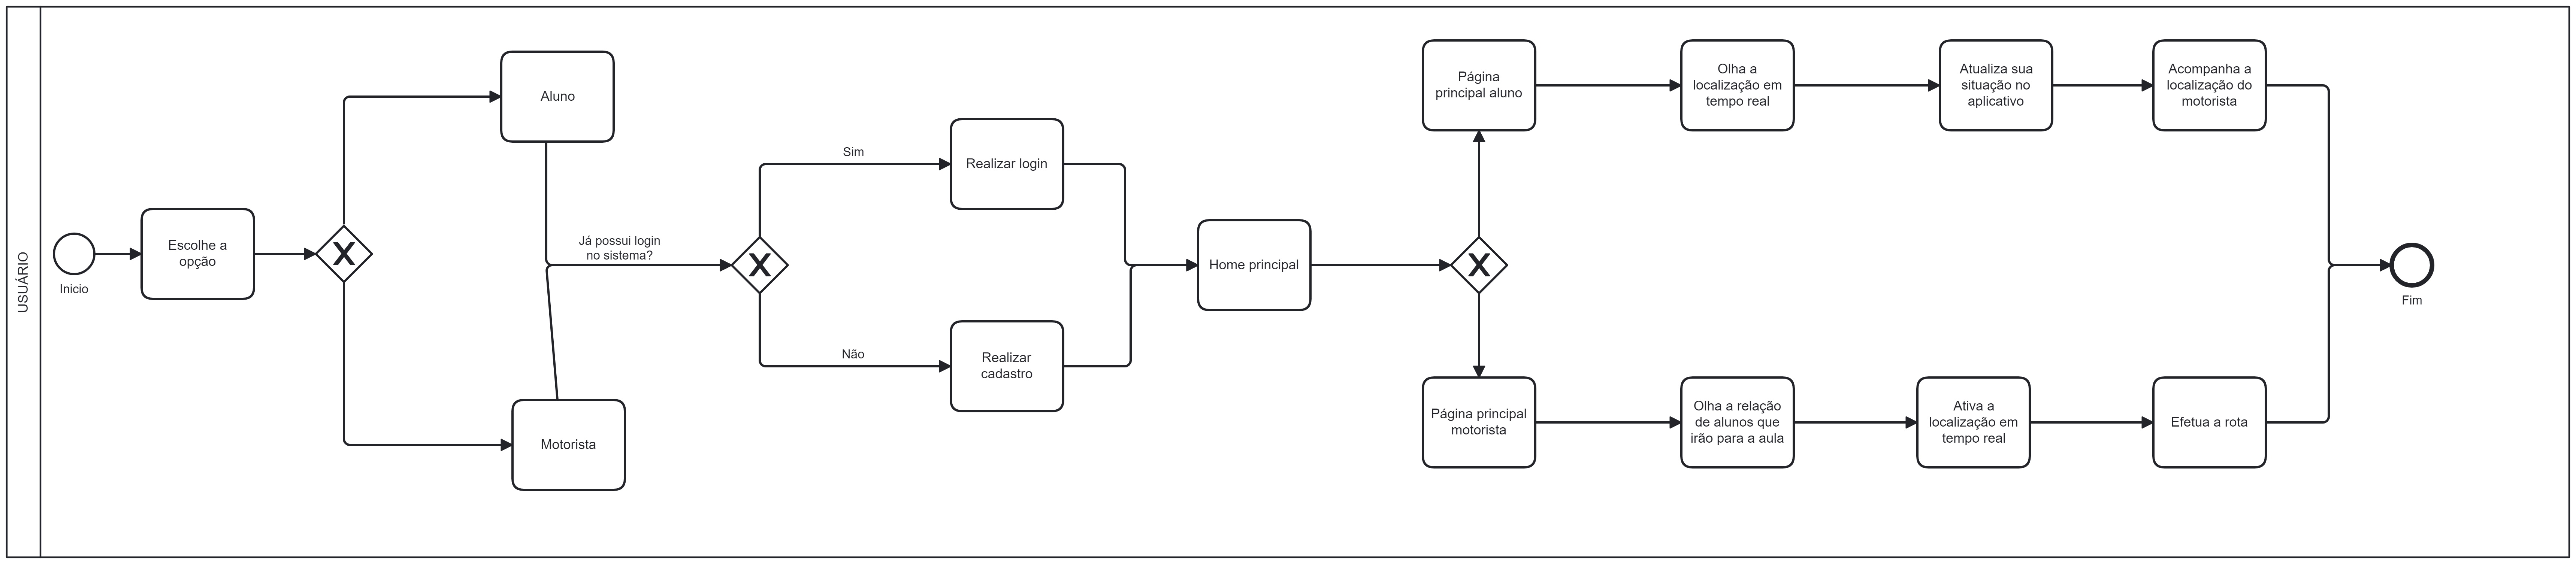 USUÁRIO
Inicio
Escolhe a
opção
X
Aluno
Motorista
Já possui login
no sistema?
X
Sim
Não
Realizar login
Realizar
cadastro
Home principal
X
Página
principal aluno
Olha a
localização em
tempo real
Atualiza sua
situação no
aplicativo
Acompanha a
localização do
motorista
Página principal
motorista
Olha a relação
de alunos que
irão para a aula
Ativa a
localização em
tempo real
Efetua a rota
Fim